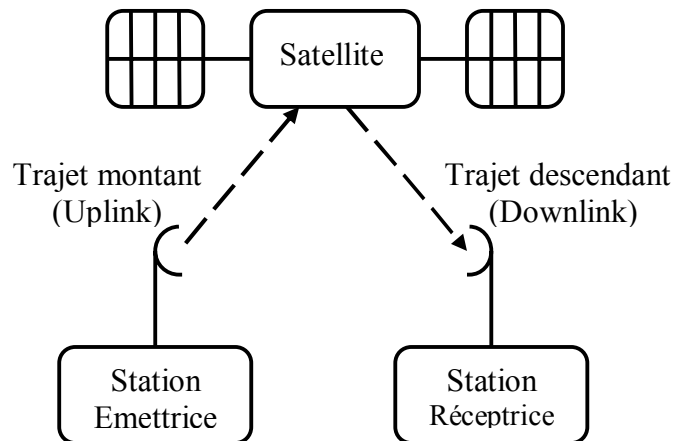 Satellite
Trajet montant
(Uplink)
Trajet descendant
(Downlink)
Station
Emettrice
Station
Réceptrice